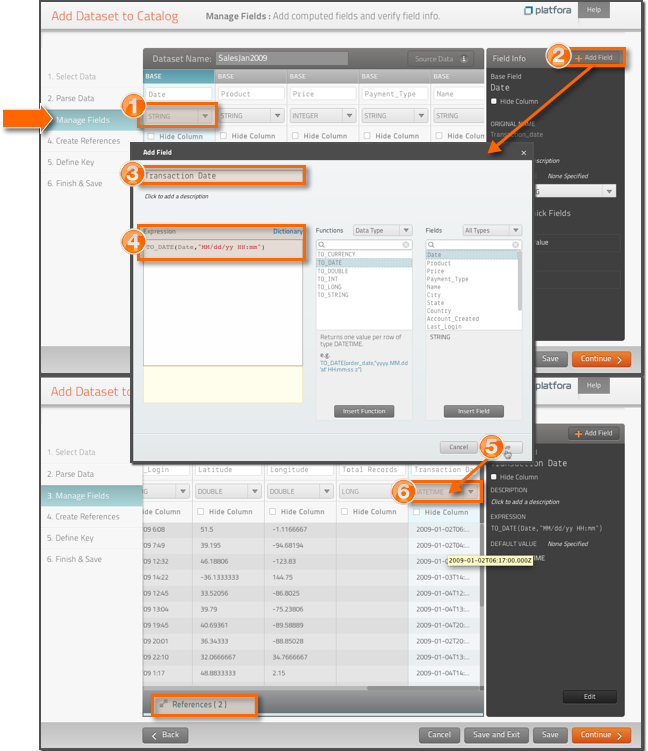 Add Dataset to Catalog
Manage Fields : Add computed fields and verify field info.
platfora
Help
1. Select Data
2. Parse Data
Manage Fields
4. Create References
5. Define Key
6. Finish & Save
Dataset Name:
SalesJan2009
Source Data
BASE BASE BASE BASE BASE
Date Product Price Payment_Type Name
1
STRING STRING INTEGER STRING STRING
Hide Column Hide Column Hide Column Hide Column Hide Column
Field Info
2
+ Add Field
Base Field
Date
Hide Column
ORIGINAL NAME
Transaction_date
None Specified
ick Fields
Add Field
×
3
Transaction Date
Click to add a description
4
Expression
Dictionary
TO_DATE(Date,"MM/dd/yy HH:mm")
Functions
Data Type
TO_CURRENCY
TO_DATE
TO_DOUBLE
TO_INT
TO_LONG
TO_STRING
Returns one value per row of
type DATETIME.
e.g.
TO_DATE(order_date,"yyyy.MM.dd
'at' HH:mm:ss z")
Insert Function
Fields
All Types
Date
Product
Price
Payment_Type
Name
City
State
Country
Account_Created
Last_Login
STRING
Insert Field
Cancel
5
Save
Continue
Add Dataset to
platfora
Help
1. Select Data
2. Parse Data
3. Manage Fields
4. Create References
5. Define Key
6. Finish & Save
_Login Latitude Longitude Total Records Transaction Da
6
G DOUBLE DOUBLE LONG DATETIME
de Column Hide Column Hide Column Hide Column Hide Column
09 6:08 51.5 -1.1166667 2009-01-02T06:...
09 7:49 39.195 -94.68194 2009-01-02T04:...
09 12:32 46.18806 -123.83
2009-01-02T06:17:00.000Z
09 14:22 -36.1333333 144.75 2009-01-03T14:...
09 12:45 33.52056 -86.8025 2009-01-04T12:...
09 13:04 39.79 -75.23806 2009-01-04T13:...
09 19:45 40.69361 -89.58889 2009-01-04T20:...
09 20:01 36.34333 -88.85028 2009-01-02T20:...
09 22:10 32.0666667 34.7666667 2009-01-04T13:...
09 1:17 48.8833333 2.15 2009-01-04T14:...
References ( 2 )
+ Add Field
Transaction Date
Hide Column
DESCRIPTION
Click to add a description
EXPRESSION
TO_DATE(Date,"MM/dd/yy HH:mm")
DEFAULT VALUE
None Specified
Edit
Back
Cancel
Save and Exit
Save
Continue